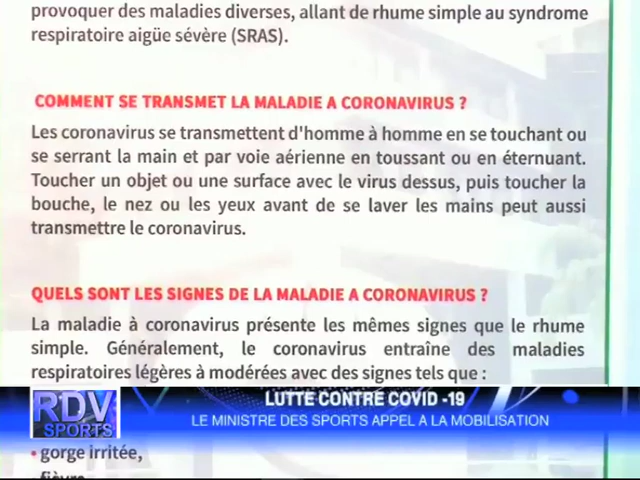 provoquer des maladies diverses, allant de rhume simple au syndrome
respiratoire aigüe sévère (SRAS).
COMMENT SE TRANSMET LA MALADIE A CORONAVIRUS ?
Les coronavirus se transmettent d'homme à homme en se touchant ou
se serrant la main et par voie aérienne en toussant ou en éternuant.
Toucher un objet ou une surface avec le virus dessus, puis toucher la
bouche, le nez ou les yeux avant de se laver les mains peut aussi
transmettre le coronavirus.
QUELS SONT LES SIGNES DE LA MALADIE A CORONAVIRUS ?
La maladie à coronavirus présente les mêmes signes que le rhume
simple. Généralement, le coronavirus entraîne des maladies
respiratoires légères à modérées avec des signes tels que :
RDV
SPORTS
LUTTE CONTRE COVID -19
LE MINISTRE DES SPORTS APPEL A LA MOBILISATION
• gorge irritée,
fièvre